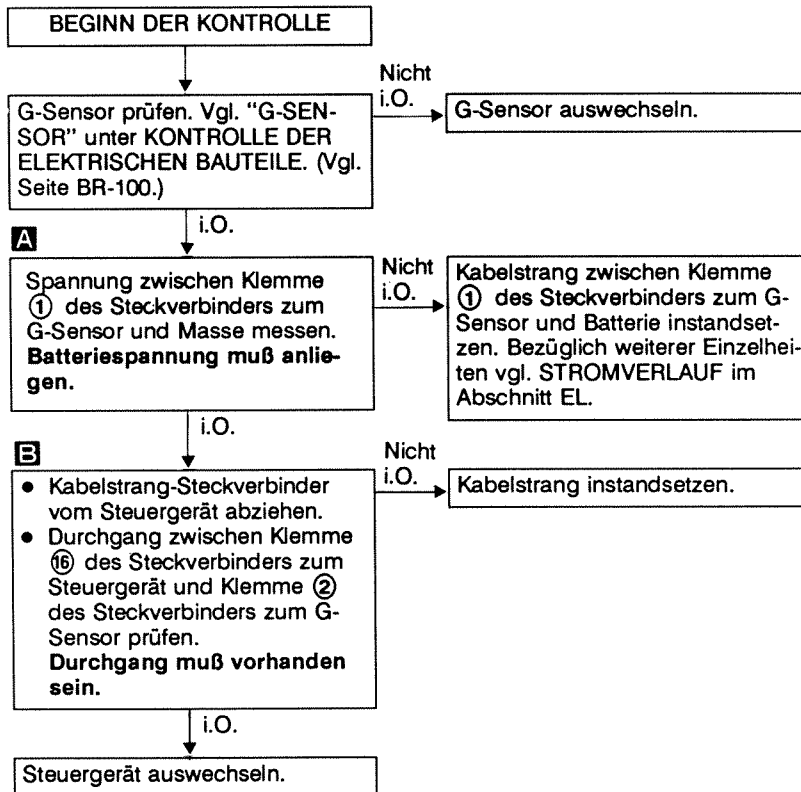 BEGINN DER KONTROLLE
Nicht
i.O.
G-Sensor prüfen. Vgl. "G-SEN-
SOR" unter KONTROLLE DER
ELEKTRISCHEN BAUTEILE. (Vgl.
Seite BR-100.)
G-Sensor auswechseln.
i.O.
A
Spannung zwischen Klemme
① des Steckverbinders zum
G-Sensor und Masse messen.
Batteriespannung muß anlie-
gen.
Nicht
i.O.
Kabelstrang zwischen Klemme
① des Steckverbinders zum G-
Sensor und Batterie instandset-
zen. Bezüglich weiterer Einzelhei-
ten vgl. STROMVERLAUF im
Abschnitt EL.
i.O.
B
● Kabelstrang-Steckverbinder
vom Steuergerät abziehen.
● Durchgang zwischen Klemme
⑯ des Steckverbinders zum
Steuergerät und Klemme ②
des Steckverbinders zum G-
Sensor prüfen.
Durchgang muß vorhanden
sein.
Nicht
i.O.
Kabelstrang instandsetzen.
i.O.
Steuergerät auswechseln.